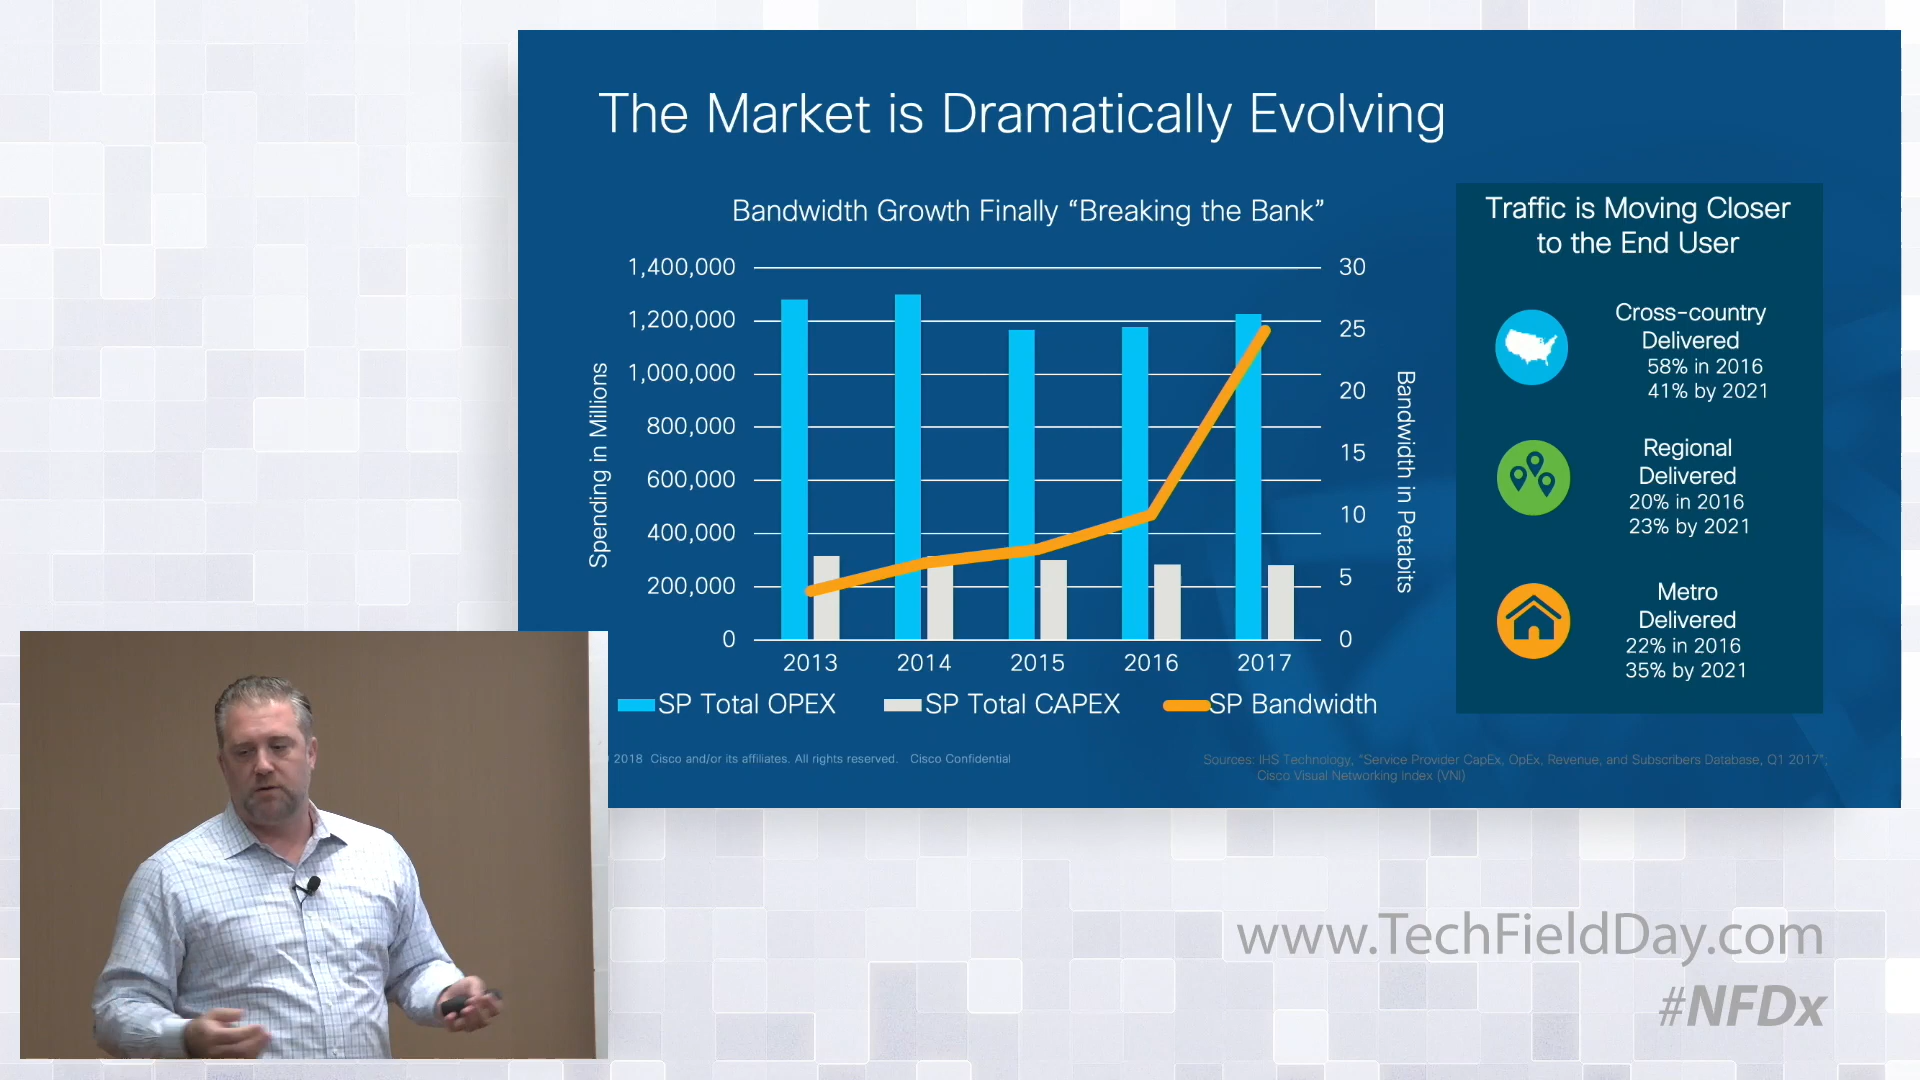 The Market is Dramatically Evolving
Bandwidth Growth Finally “Breaking the Bank”
1,400,000
1,200,000
1,000,000
800,000
600,000
400,000
200,000
0
Spending in Millions
30
25
20
15
10
5
0
Bandwidth in Petabits
2013 2014 2015 2016 2017
SP Total OPEX SP Total CAPEX SP Bandwidth
Traffic is Moving Closer
to the End User
Cross-country
Delivered
58% in 2016
41% by 2021
Regional
Delivered
20% in 2016
23% by 2021
Metro
Delivered
22% in 2016
35% by 2021
2018 Cisco and/or its affiliates. All rights reserved. Cisco Confidential
Sources: IHS Technology, “Service Provider CapEx, OpEx, Revenue, and Subscribers Database, Q1 2017”,
Cisco Visual Networking Index (VNI)
www.TechFieldDay.com
#NFDx